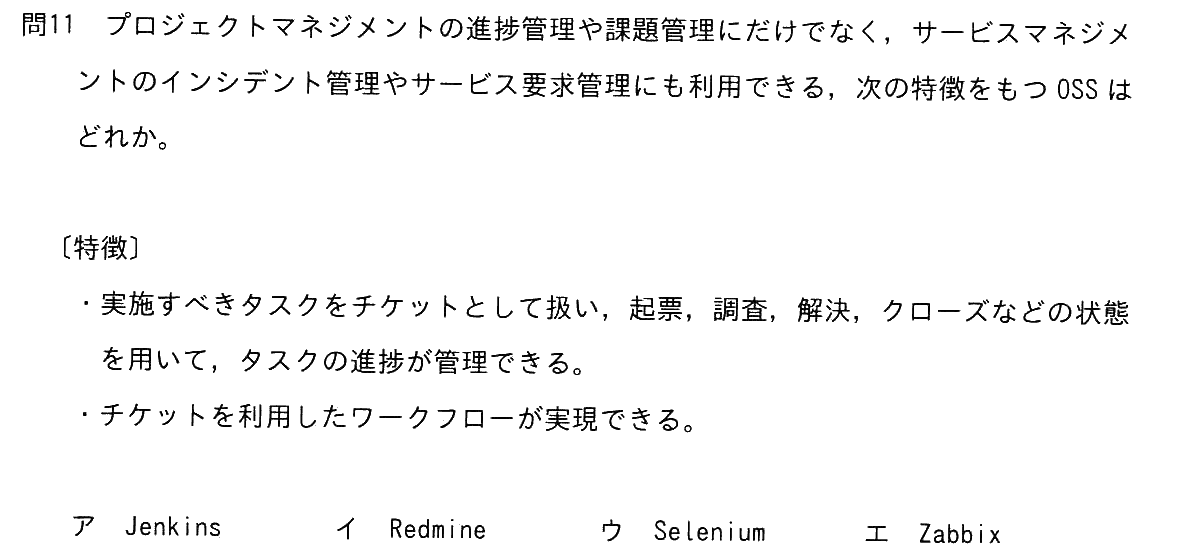 問11 プロジェクトマネジメントの進捗管理や課題管理にだけでなく，サービスマネジメ
ントのインシデント管理やサービス要求管理にも利用できる，次の特徴をもつ OSS は
どれか。
〔特徴〕
・実施すべきタスクをチケットとして扱い，起票，調査，解決，クローズなどの状態
を用いて，タスクの進捗が管理できる。
・チケットを利用したワークフローが実現できる。
ア Jenkins イ Redmine ウ Selenium エ Zabbix